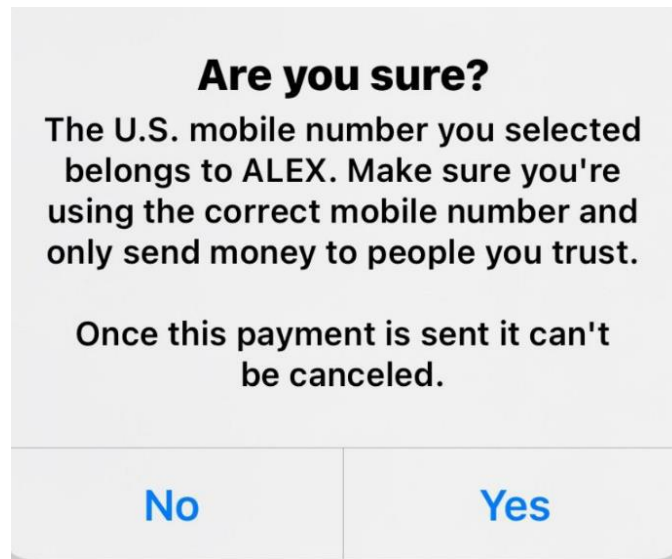 Are you sure?
The U.S. mobile number you selected
belongs to ALEX. Make sure you're
using the correct mobile number and
only send money to people you trust.
Once this payment is sent it can't
be canceled.
No
Yes